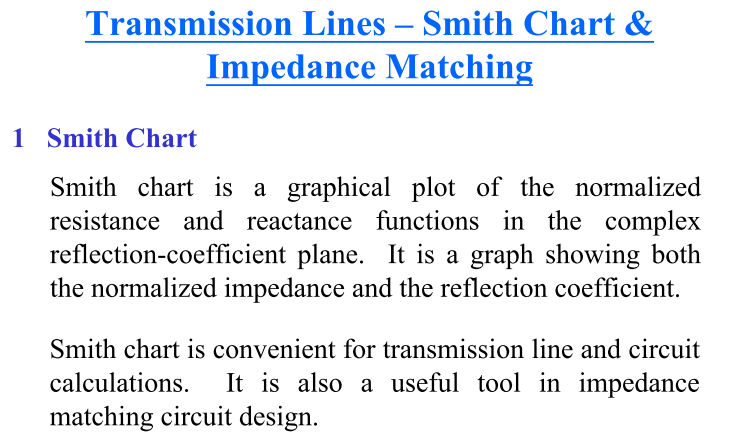 Transmission Lines – Smith Chart &
Impedance Matching
1 Smith Chart
Smith chart is a graphical plot of the normalized
resistance and reactance functions in the complex
reflection-coefficient plane. It is a graph showing both
the normalized impedance and the reflection coefficient.
Smith chart is convenient for transmission line and circuit
calculations. It is also a useful tool in impedance
matching circuit design.